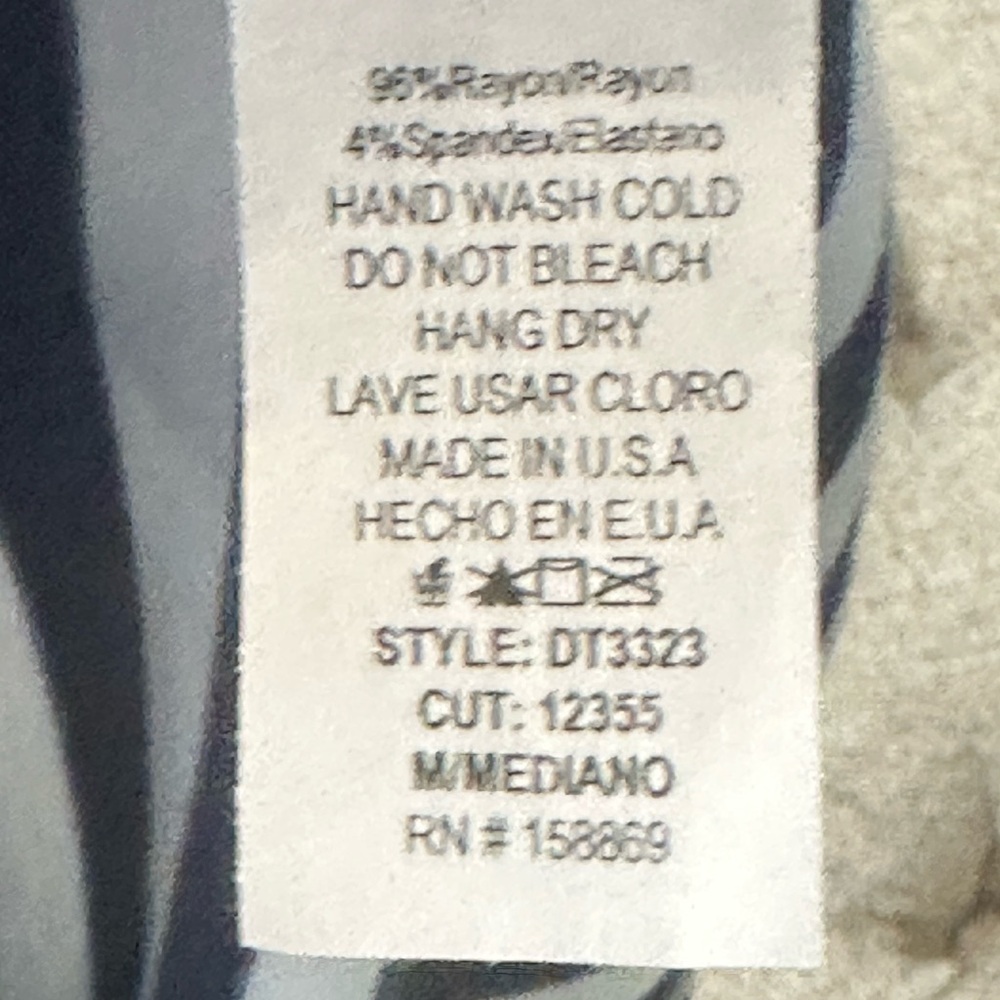 96%Rayon/Rayon
4%Spandex/Elastano
HAND WASH COLD
DO NOT BLEACH
HANG DRY
LAVE USAR CLORO
MADE IN U.S.A
HECHO EN E.U.A
STYLE: DT3323
CUT: 12355
M/MEDIANO
RN # 158869